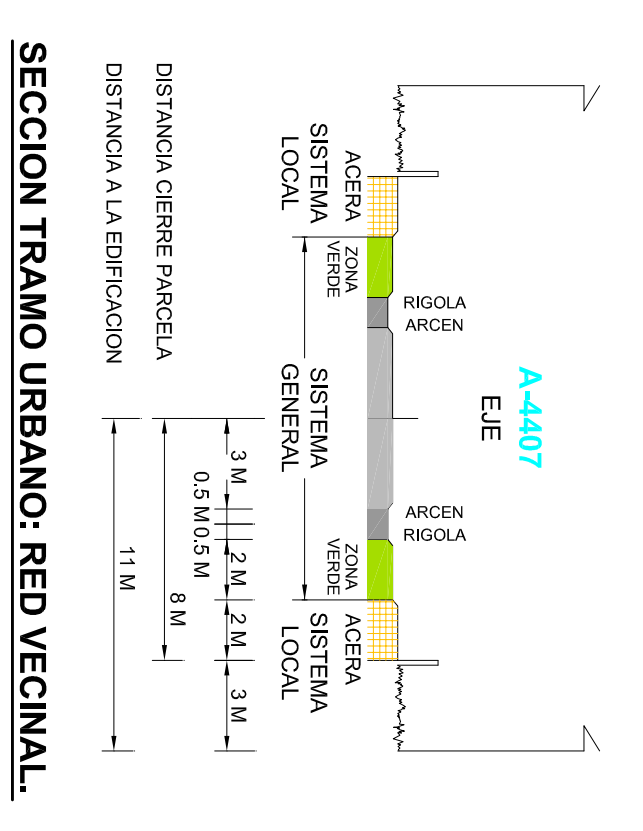 A-4407
EJE
RIGOLA
ARCEN
ARCEN
RIGOLA
ZONA
VERDE
ZONA
VERDE
ACERA
SISTEMA
LOCAL
SISTEMA
GENERAL
ACERA
SISTEMA
LOCAL
3 M
0.5 M
0.5 M
2 M
2 M
3 M
DISTANCIA CIERRE PARCELA
8 M
DISTANCIA A LA EDIFICACION
11 M
SECCION TRAMO URBANO: RED VECINAL.